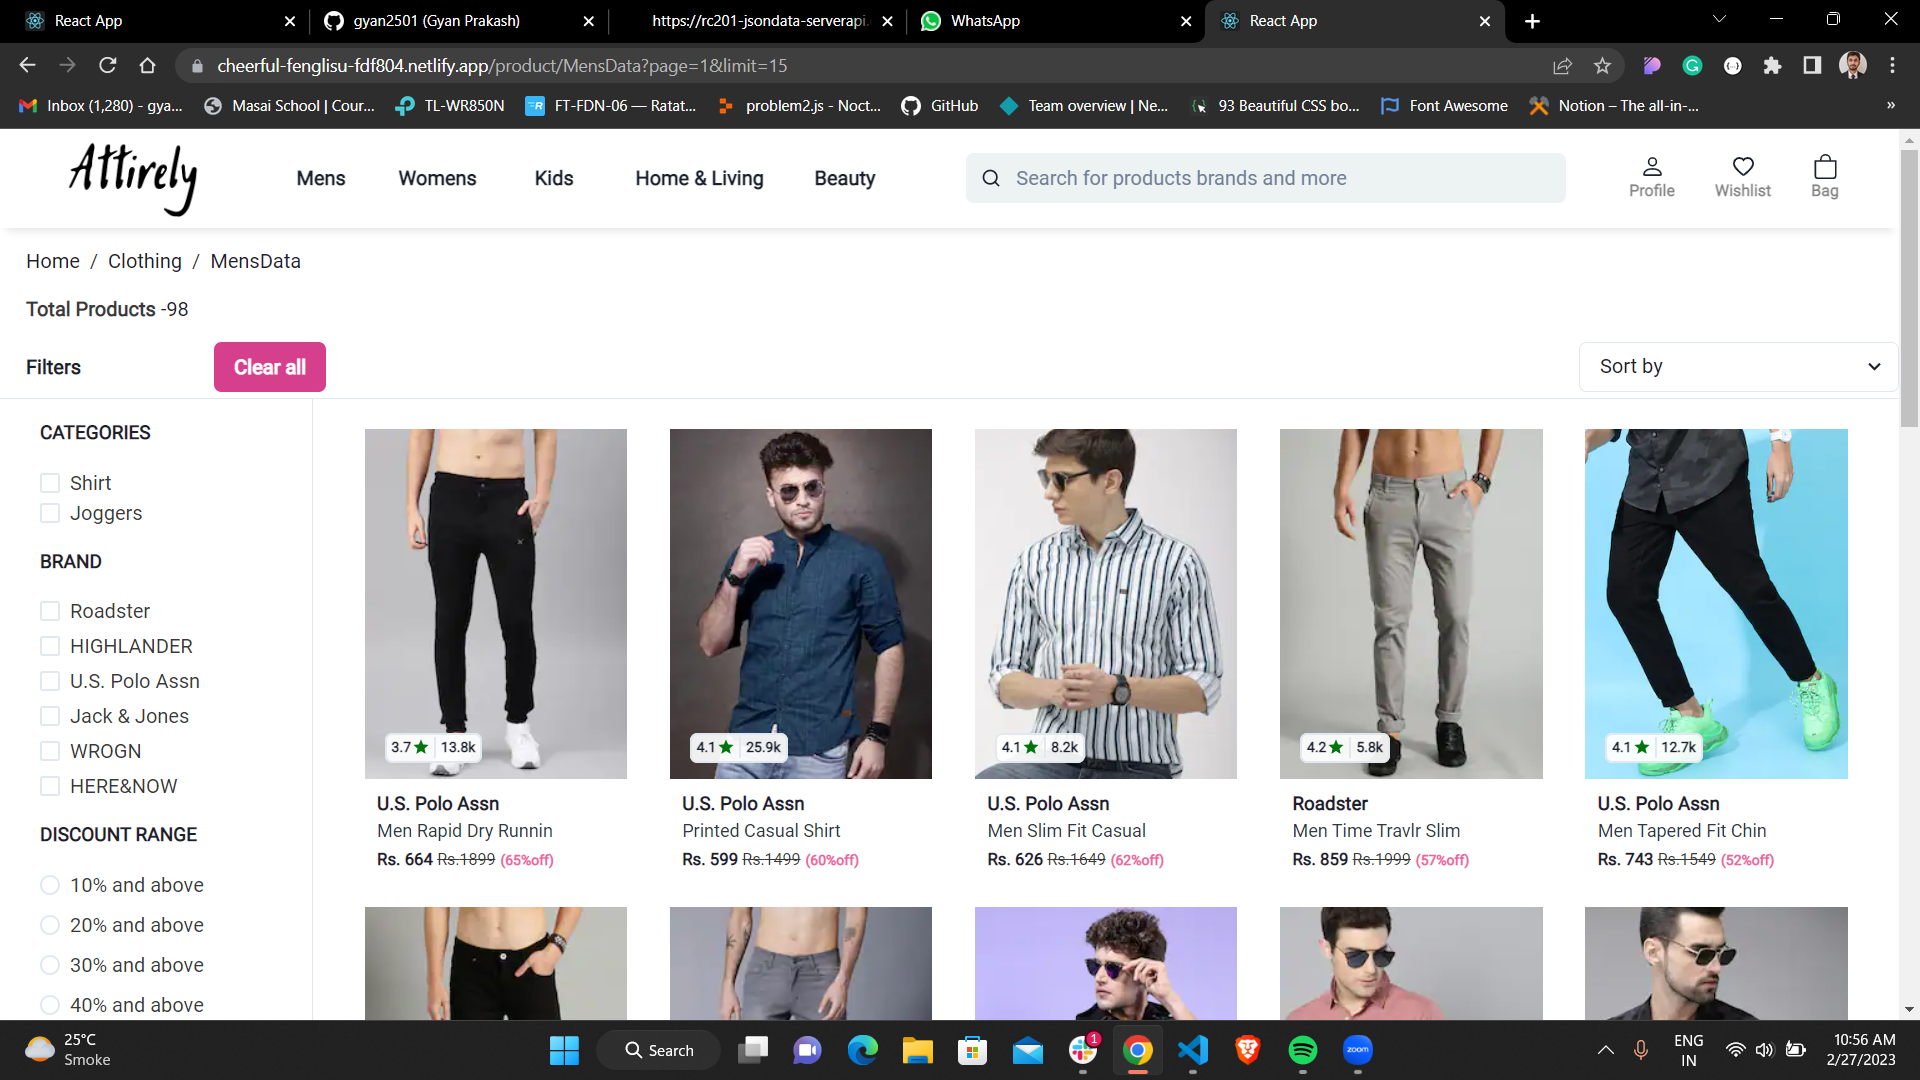 React App
gyan2501 (Gyan Prakash)
https://rc201-jsondata-serverapi.
WhatsApp
React App
cheerful-fenglisu-fdf804.netlify.app/product/MensData?page=1&limit=15
Inbox (1,280) - gya...
Masai School | Cour...
TL-WR850N
FT-FDN-06 — Ratat...
problem2.js - Noct...
GitHub
Team overview | Ne...
93 Beautiful CSS bo...
Font Awesome
Notion – The all-in-...
»
Attirely
Mens
Womens
Kids
Home & Living
Beauty
Search for products brands and more
Profile
Wishlist
Bag
Home / Clothing / MensData
Total Products -98
Filters
Clear all
Sort by
CATEGORIES
Shirt
Joggers
BRAND
Roadster
HIGHLANDER
U.S. Polo Assn
Jack & Jones
WROGN
HERE&NOW
DISCOUNT RANGE
10% and above
20% and above
30% and above
40% and above
3.7 ★ | 13.8k
U.S. Polo Assn
Men Rapid Dry Runnin
Rs. 664 Rs.1899 (65%off)
4.1 ★ | 25.9k
U.S. Polo Assn
Printed Casual Shirt
Rs. 599 Rs.1499 (60%off)
4.1 ★ | 8.2k
U.S. Polo Assn
Men Slim Fit Casual
Rs. 626 Rs.1649 (62%off)
4.2 ★ | 5.8k
Roadster
Men Time Travlr Slim
Rs. 859 Rs.1999 (57%off)
4.1 ★ | 12.7k
U.S. Polo Assn
Men Tapered Fit Chin
Rs. 743 Rs.1549 (52%off)
25°C
Smoke
Search
1
zoom
ENG
IN
10:56 AM
2/27/2023